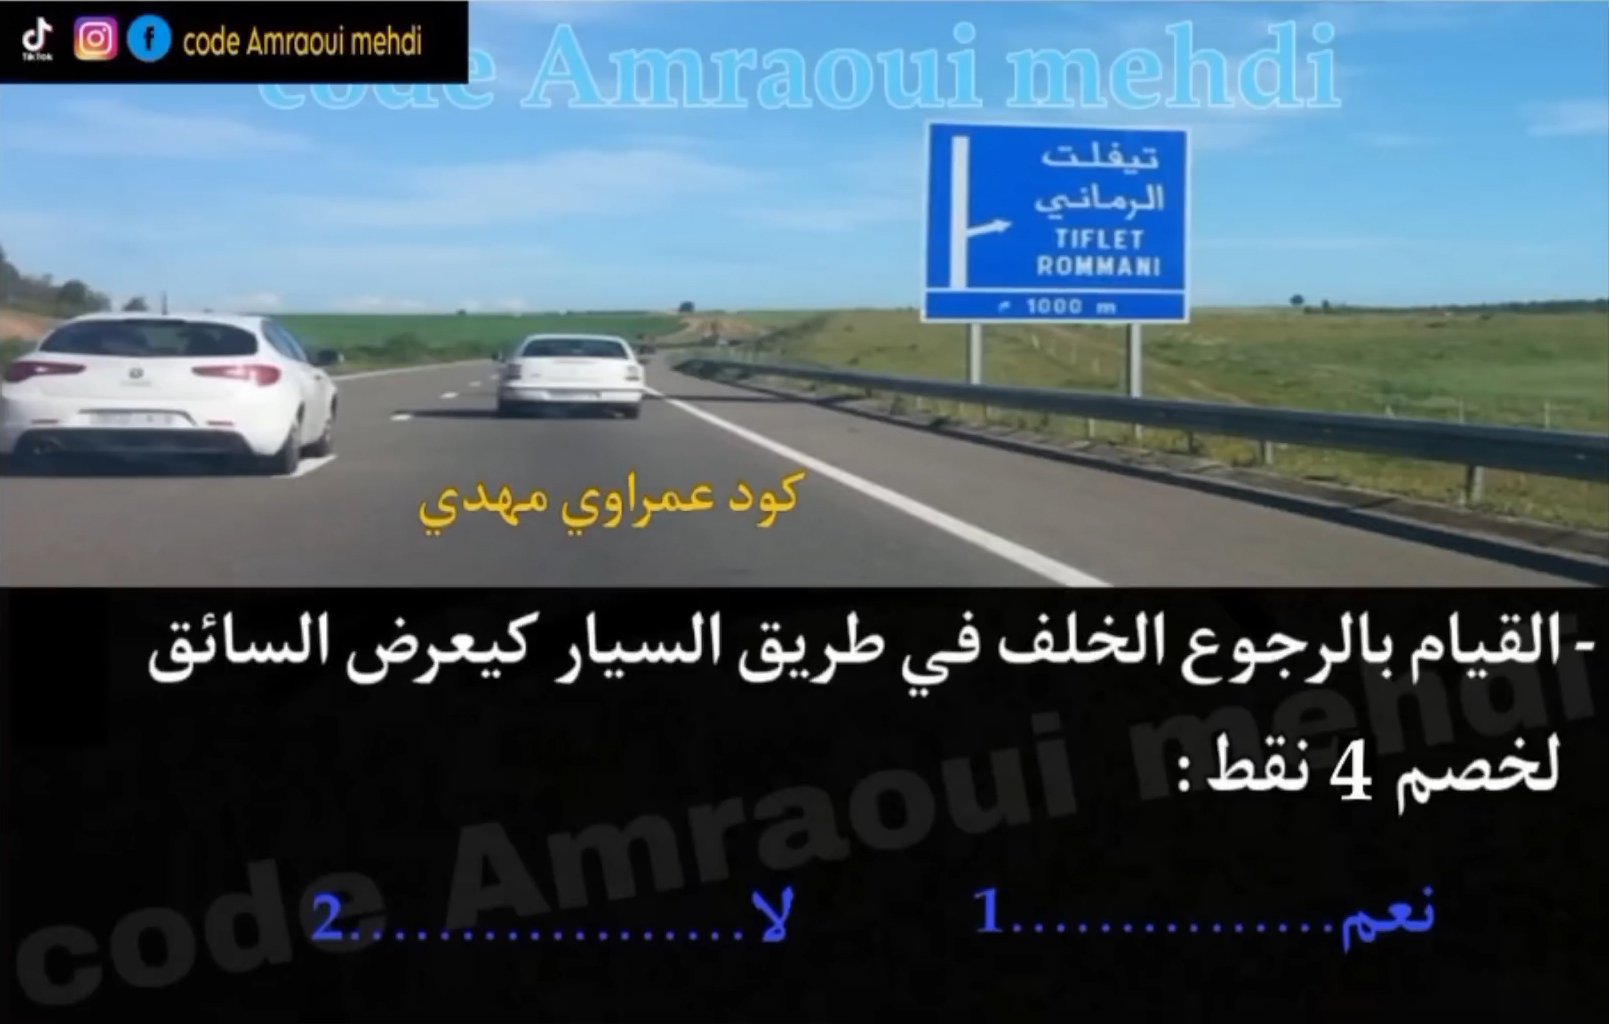 code Amraoui mehdi
code Amraoui mehdi
تيفلت
الرماني
TIFLET
ROMMANI
م 1000 m
كود عمراوي مهدي
- القيام بالرجوع الخلف في طريق السيار كيعرض السائق
لخصم 4 نقط :
نعم...............1 لا...................2
code Amraoui mehdi